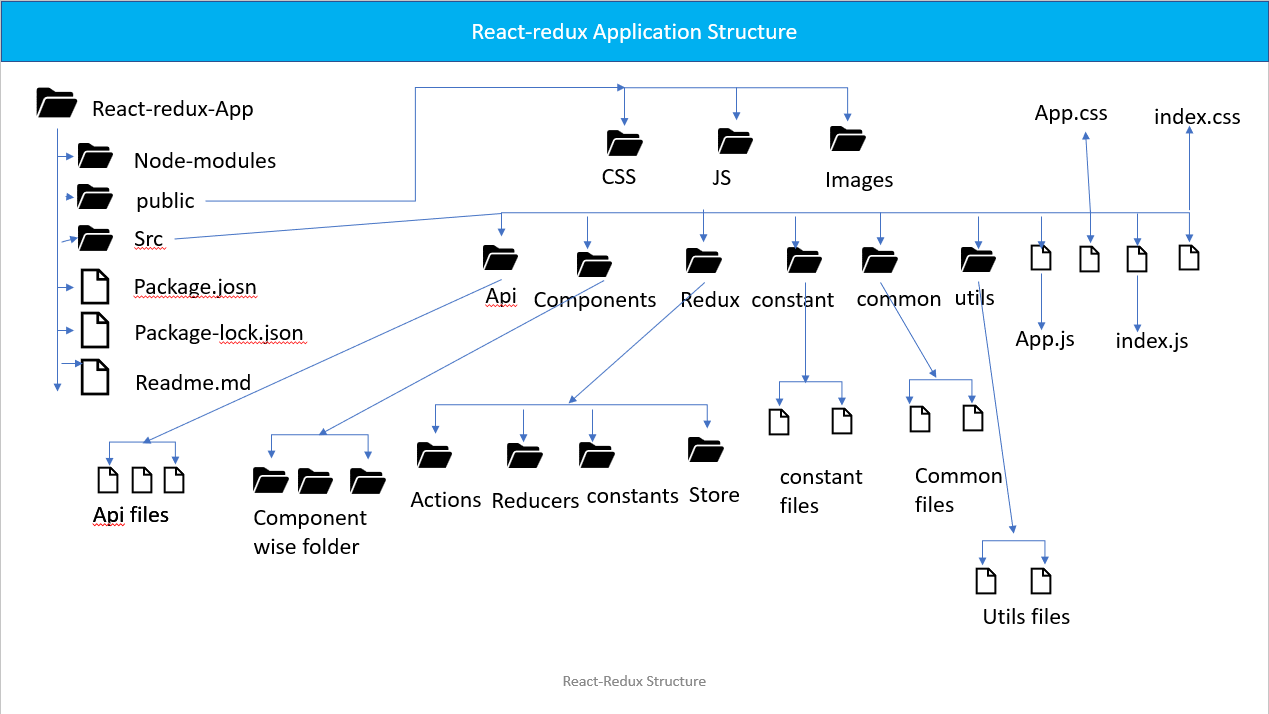 React-redux Application Structure
React-redux-App
App.css
index.css
Node-modules
CSS
JS
Images
public
Src
Package.josn
Api
Components
Redux
constant
common
utils
Package-lock.json
App.js
index.js
Readme.md
Actions
Reducers
constants
Store
constant
files
Common
files
Api files
Component
wise folder
Utils files
React-Redux Structure